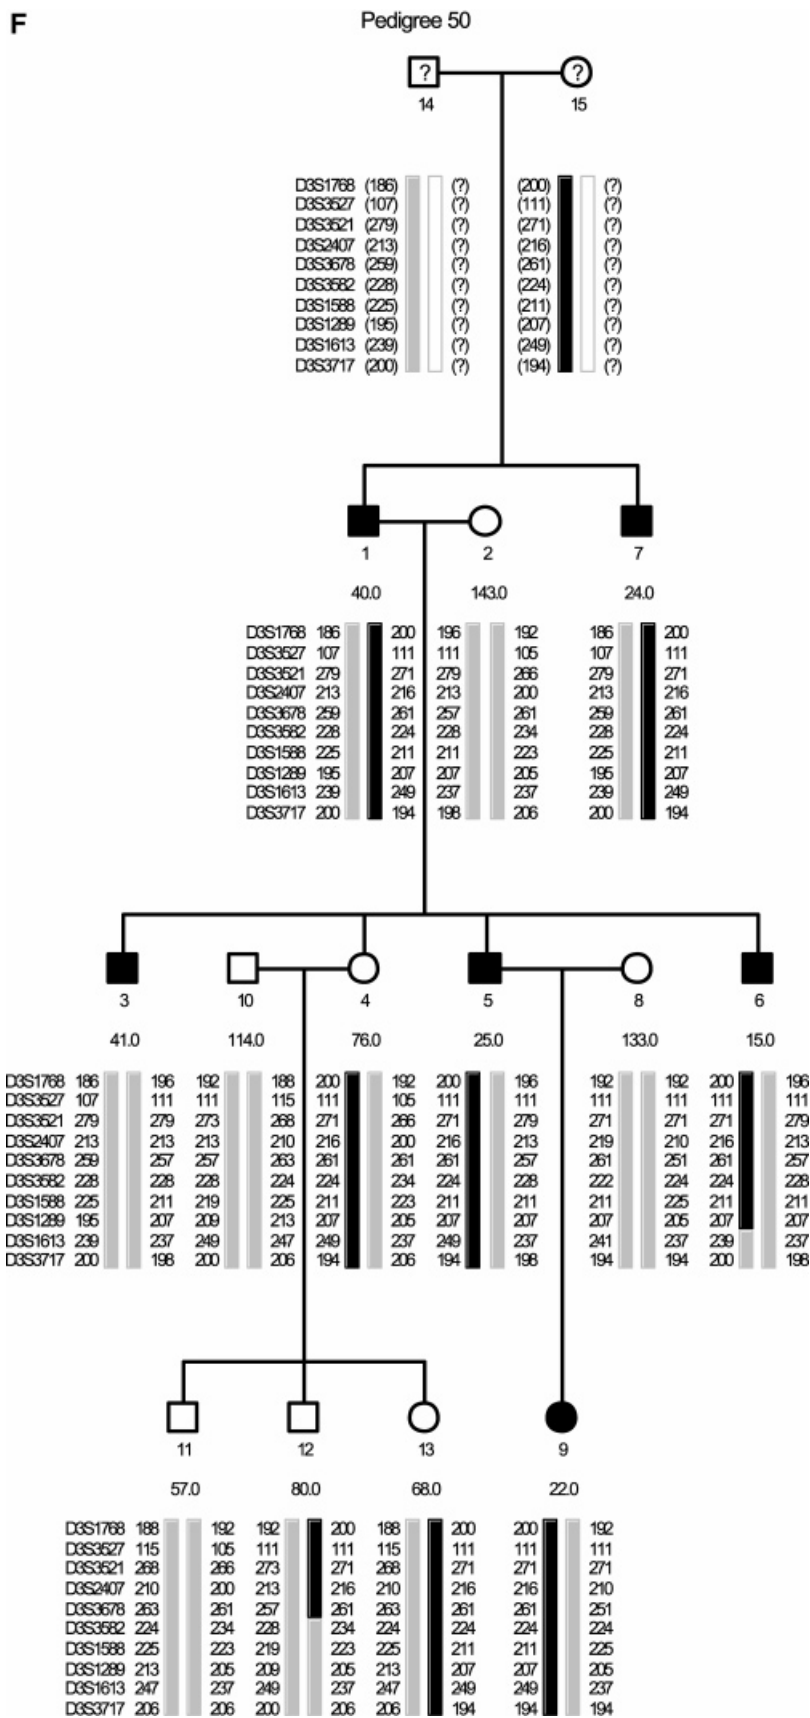 F
Pedigree 50
? ?
14 15
D3S1768 (186) (?) (200) (?)
D3S3527 (107) (?) (111) (?)
D3S3521 (279) (?) (271) (?)
D3S2407 (213) (?) (216) (?)
D3S3678 (259) (?) (261) (?)
D3S3582 (228) (?) (224) (?)
D3S1588 (225) (?) (211) (?)
D3S1289 (195) (?) (207) (?)
D3S1613 (239) (?) (249) (?)
D3S3717 (200) (?) (194) (?)
1 2 7
40.0 143.0 24.0
D3S1768 186 200 196 192 186 200
D3S3527 107 111 111 105 107 111
D3S3521 279 271 279 266 279 271
D3S2407 213 216 213 200 213 216
D3S3678 259 261 257 261 259 261
D3S3582 228 224 228 234 228 224
D3S1588 225 211 211 223 225 211
D3S1289 195 207 207 205 195 207
D3S1613 239 249 237 237 239 249
D3S3717 200 194 198 206 200 194
3 10 4 5 8 6
41.0 114.0 76.0 25.0 133.0 15.0
D3S1768 186 196 192 188 200 192 200 196 192 192 200 196
D3S3527 107 111 111 115 111 105 111 111 111 111 111 111
D3S3521 279 279 273 268 271 266 271 279 271 271 271 279
D3S2407 213 213 213 210 216 200 216 213 219 210 216 213
D3S3678 259 257 257 263 261 261 261 257 261 251 261 257
D3S3582 228 228 228 224 224 234 224 228 222 224 224 228
D3S1588 225 211 219 225 211 223 211 211 211 225 211 211
D3S1289 195 207 209 213 207 205 207 207 207 205 207 207
D3S1613 239 237 249 247 249 237 249 237 241 237 239 237
D3S3717 200 198 200 206 194 206 194 198 194 194 200 198
11 12 13 9
57.0 80.0 68.0 22.0
D3S1768 188 192 192 200 188 200 200 192
D3S3527 115 105 111 111 115 111 111 111
D3S3521 268 266 273 271 268 271 271 271
D3S2407 210 200 213 216 210 216 216 210
D3S3678 263 261 257 261 263 261 261 251
D3S3582 224 234 228 234 224 224 224 224
D3S1588 225 223 219 223 225 211 211 225
D3S1289 213 205 209 205 213 207 207 205
D3S1613 247 237 249 237 247 249 249 237
D3S3717 206 206 200 206 206 194 194 194